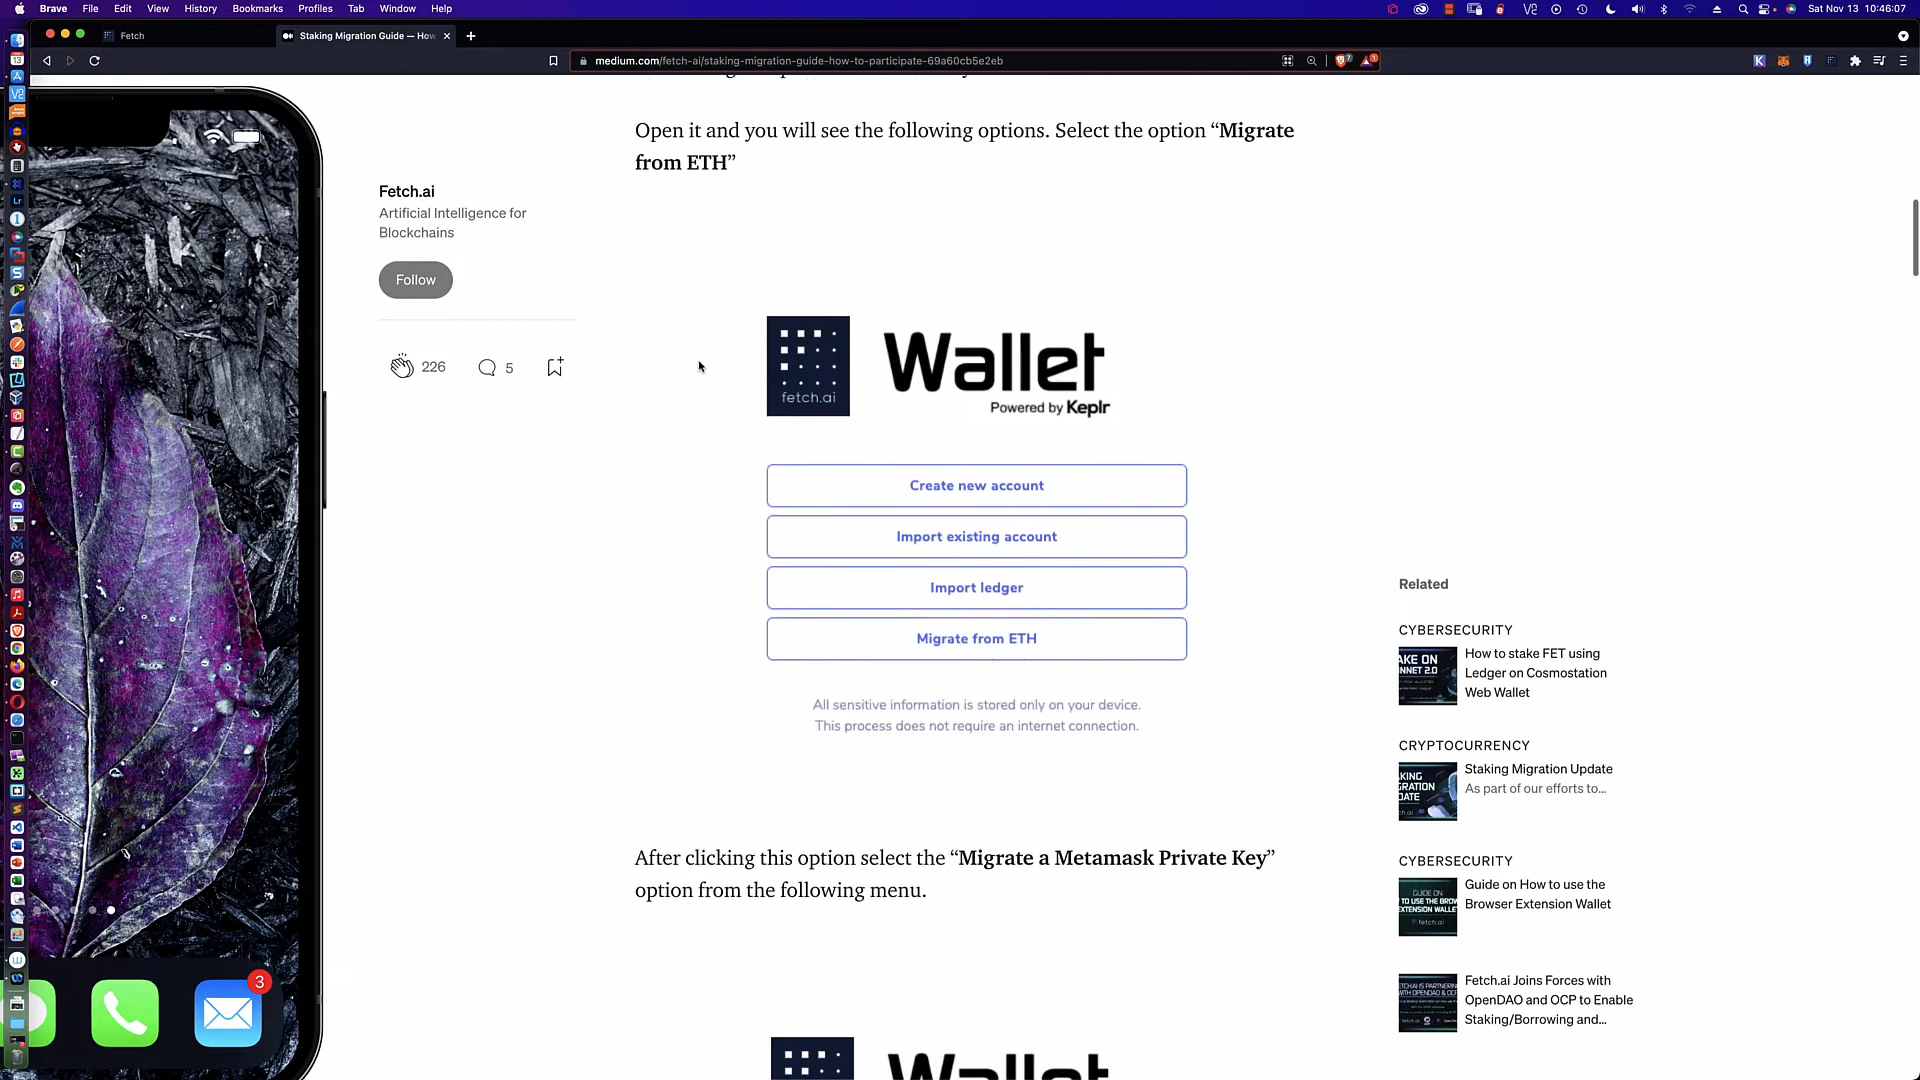 Brave File Edit View History Bookmarks Profiles Tab Window Help
Sat Nov 13 10:46:07
Fetch
Staking Migration Guide — How
medium.com/fetch-ai/staking-migration-guide-how-to-participate-69a60cb5e2eb
Open it and you will see the following options. Select the option “Migrate
from ETH”
Fetch.ai
Artificial Intelligence for
Blockchains
Follow
226
5
fetch.ai
Wallet
Powered by Keplr
Create new account
Import existing account
Import ledger
Migrate from ETH
All sensitive information is stored only on your device.
This process does not require an internet connection.
After clicking this option select the “Migrate a Metamask Private Key”
option from the following menu.
Wallet
Related
CYBERSECURITY
How to stake FET using
Ledger on Cosmostation
Web Wallet
CRYPTOCURRENCY
Staking Migration Update
As part of our efforts to...
CYBERSECURITY
Guide on How to use the
Browser Extension Wallet
Fetch.ai Joins Forces with
OpenDAO and OCP to Enable
Staking/Borrowing and...
3